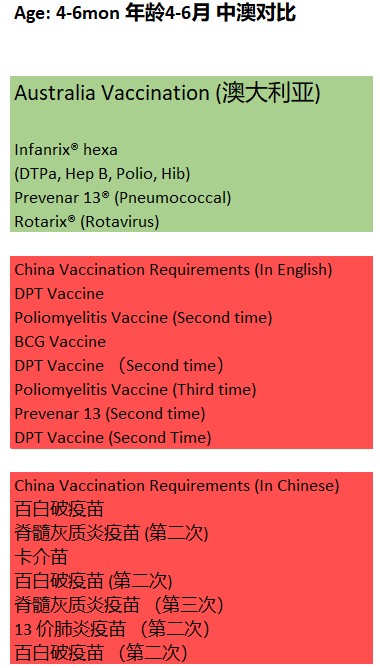 Age: 4-6mon 年龄4-6月 中澳对比
Australia Vaccination (澳大利亚)
Infanrix® hexa
(DTPa, Hep B, Polio, Hib)
Prevenar 13® (Pneumococcal)
Rotarix® (Rotavirus)
China Vaccination Requirements (In English)
DPT Vaccine
Poliomyelitis Vaccine (Second time)
BCG Vaccine
DPT Vaccine （Second time）
Poliomyelitis Vaccine (Third time)
Prevenar 13 (Second time)
DPT Vaccine (Second Time)
China Vaccination Requirements (In Chinese)
百白破疫苗
脊髓灰质炎疫苗 (第二次)
卡介苗
百白破疫苗 (第二次)
脊髓灰质炎疫苗 （第三次）
13 价肺炎疫苗 （第二次）
百白破疫苗 （第二次）